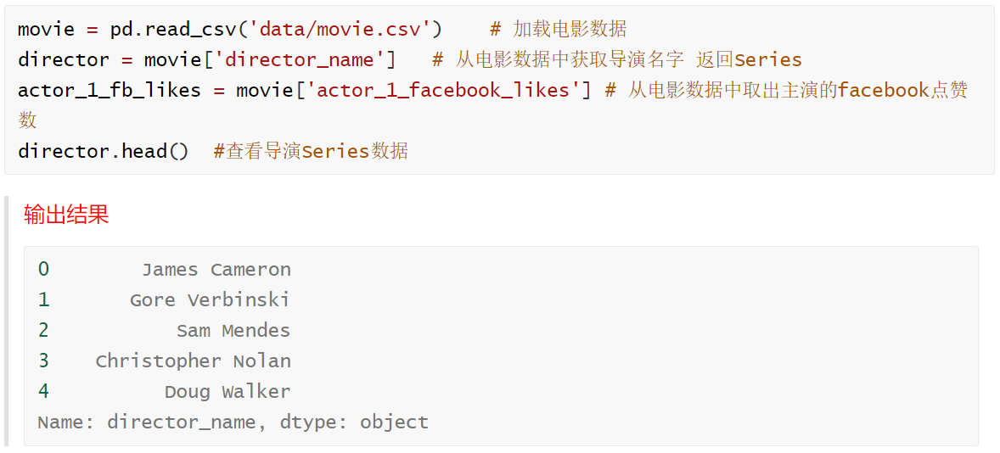 movie = pd.read_csv('data/movie.csv')    # 加载电影数据
director = movie['director_name']   # 从电影数据中获取导演名字 返回Series
actor_1_fb_likes = movie['actor_1_facebook_likes'] # 从电影数据中取出主演的facebook点赞
数
director.head()  #查看导演Series数据
输出结果
0        James Cameron
1       Gore Verbinski
2           Sam Mendes
3    Christopher Nolan
4          Doug Walker
Name: director_name, dtype: object